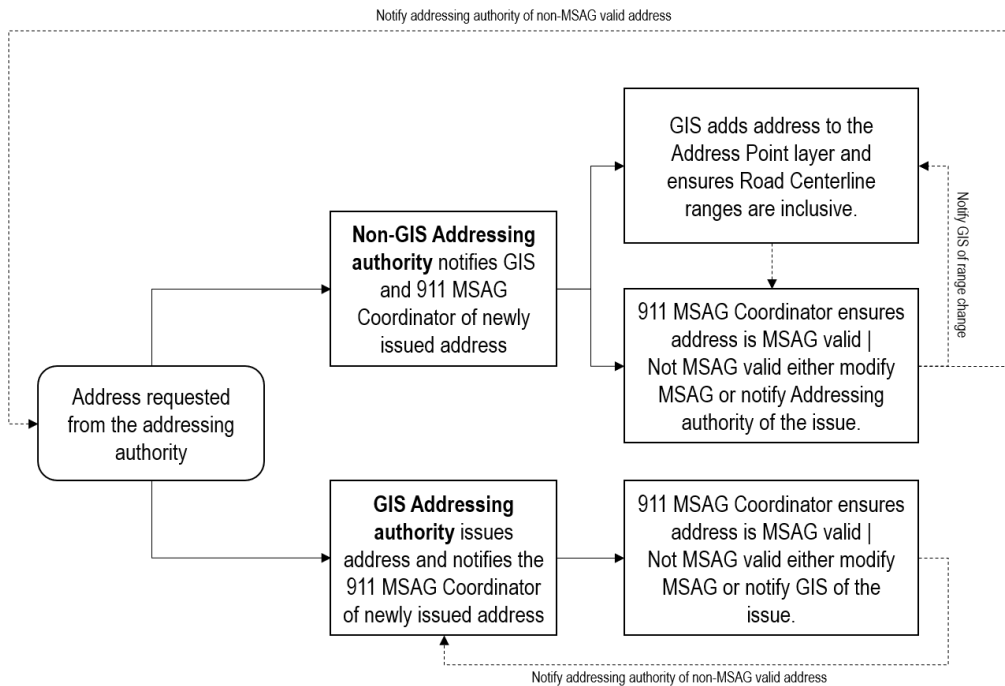 Notify addressing authority of non-MSAG valid address
GIS adds address to the
Address Point layer and
ensures Road Centerline
ranges are inclusive.
Notify GIS of
range change
Non-GIS Addressing
authority notifies GIS
and 911 MSAG
Coordinator of newly
issued address
911 MSAG Coordinator ensures
address is MSAG valid |
Not MSAG valid either modify
MSAG or notify Addressing
authority of the issue.
Address requested
from the addressing
authority
GIS Addressing
authority issues
address and notifies the
911 MSAG Coordinator
of newly issued address
911 MSAG Coordinator ensures
address is MSAG valid |
Not MSAG valid either modify
MSAG or notify GIS of the
issue.
Notify addressing authority of non-MSAG valid address